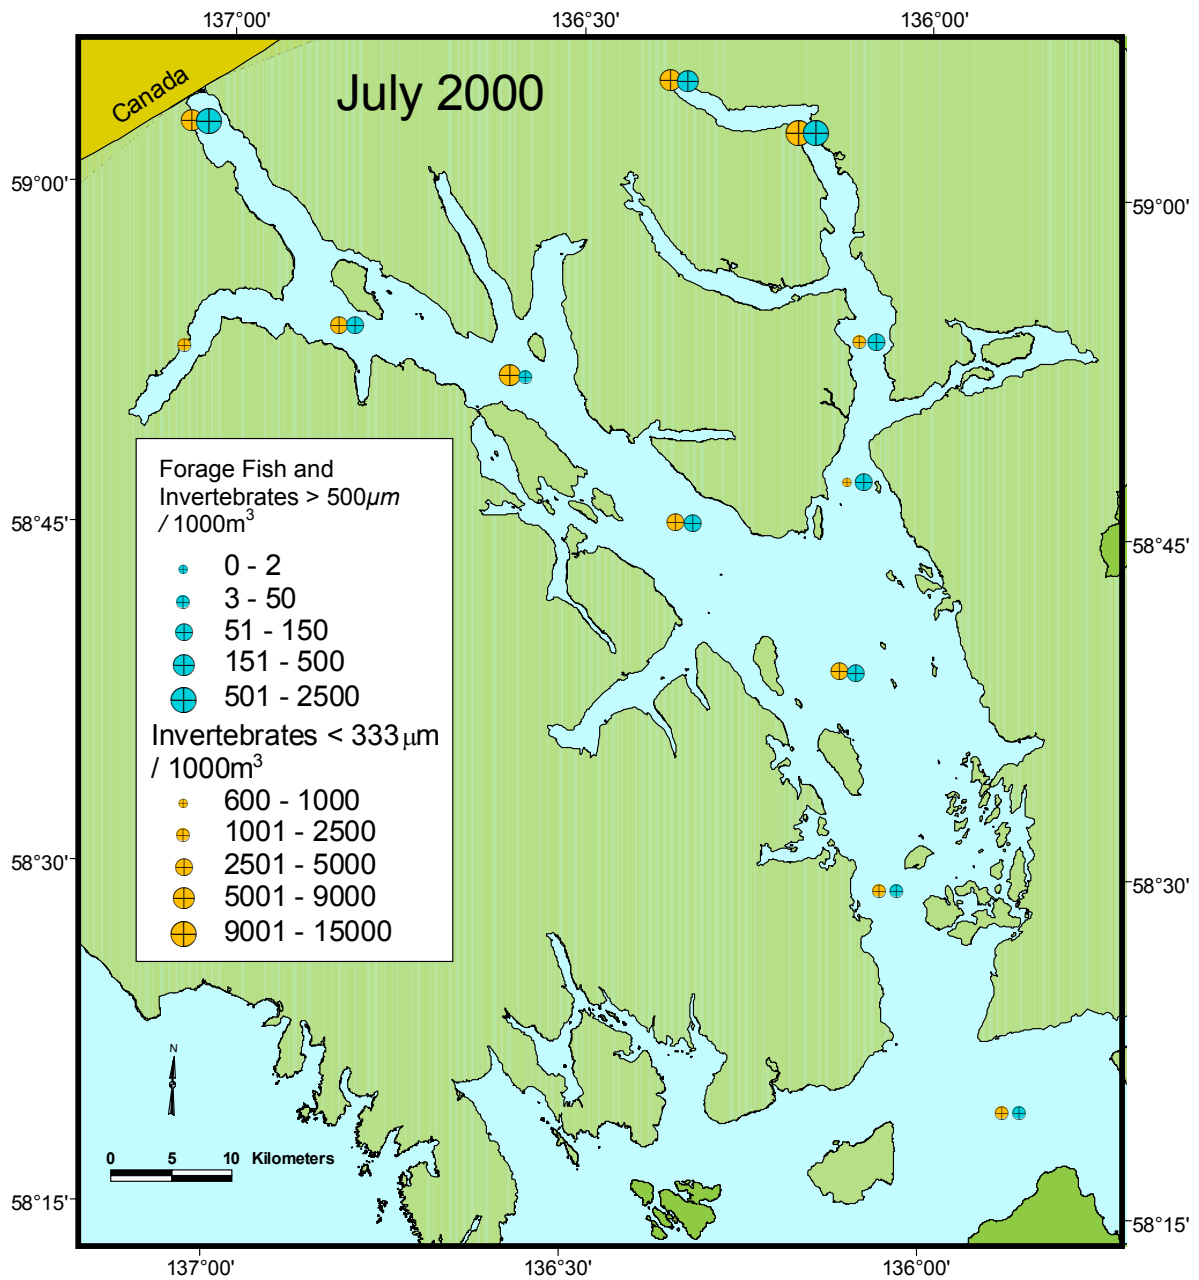 137°00'
136°30'
136°00'
Canada
July 2000
59°00'
59°00'
Forage Fish and
Invertebrates > 500µm
/ 1000m³
58°45'
58°45'
0 - 2
3 - 50
51 - 150
151 - 500
501 - 2500
Invertebrates < 333µm
/ 1000m³
600 - 1000
1001 - 2500
2501 - 5000
5001 - 9000
9001 - 15000
58°30'
58°30'
N
0 5 10 Kilometers
58°15'
58°15'
137°00'
136°30'
136°00'